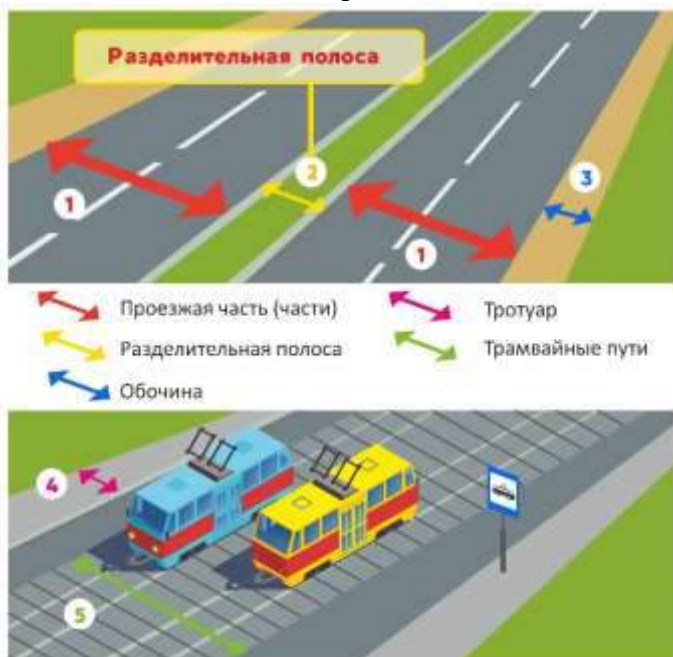 Разделительная полоса
2
3
1
1
Проезжая часть (части)
Тротуар
Разделительная полоса
Трамвайные пути
Обочина
4
5